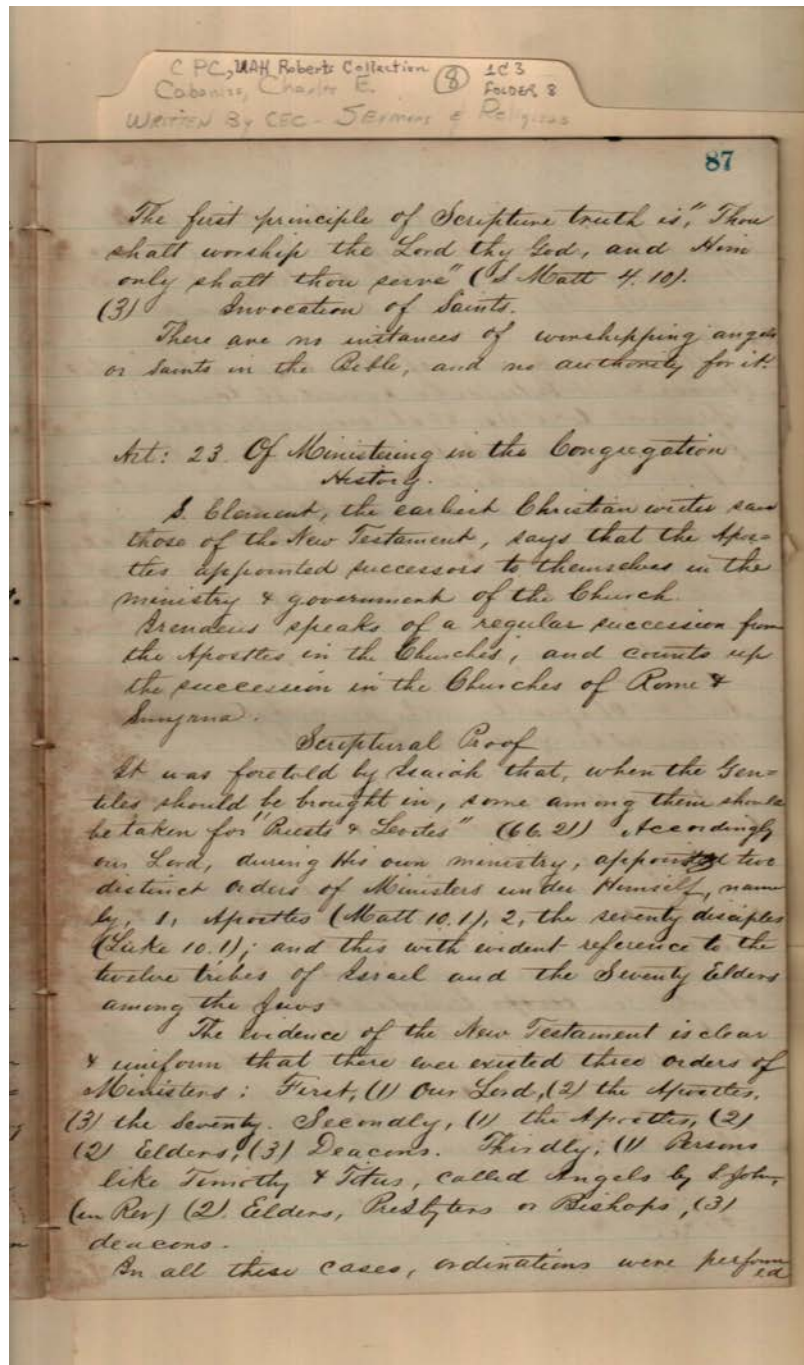 C PC, UAH Roberts Collection 8 1C3
Cabaniss, Charles E. FOLDER 8
WRITTEN By CEC - Sermons & Religious
87
The first principle of Scripture truth is, "Thou
shalt worship the Lord thy God, and Him
only shalt thou serve" (S Matt 4. 10).
(3) Invocation of Saints.
There are no instances of worshipping angels
or Saints in the Bible, and no authority for it.
Art: 23. Of Ministering in the Congregation
History.
S. Clement, the earliest Christian writer save
those of the New Testament, says that the Apos=
tles appointed successors to themselves in the
ministry & government of the Church.
Irendeus speaks of a regular succession from
the Apostles in the Churches, and counts up
the succession in the Churches of Rome &
Smyrna.
Scriptural Proof
It was foretold by Isaiah that, when the Gen=
tiles should be brought in, some among them should
be taken for "Priests & Levites" (66. 21) Accordingly
our Lord, during His own ministry, appointed two
distinct orders of Ministers under Himself, name
ly, 1, Apostles (Matt 10. 1), 2, the seventy disciples
(Luke 10. 1); and this with evident reference to the
twelve tribes of Israel and the Seventy Elders
among the Jews
The evidence of the New Testament is clear
& uniform that there ever existed three orders of
Ministers: First, (1) Our Lord, (2) the Apostles,
(3) the Seventy. Secondly, (1) the Apostles, (2)
(2) Elders, (3) Deacons. Thirdly, (1) Persons
like Timothy & Titus, called Angels by S. John,
(in Rev) (2). Elders, Presbyters or Bishops, (3)
deacons.
In all these cases, ordinations were perform
ed